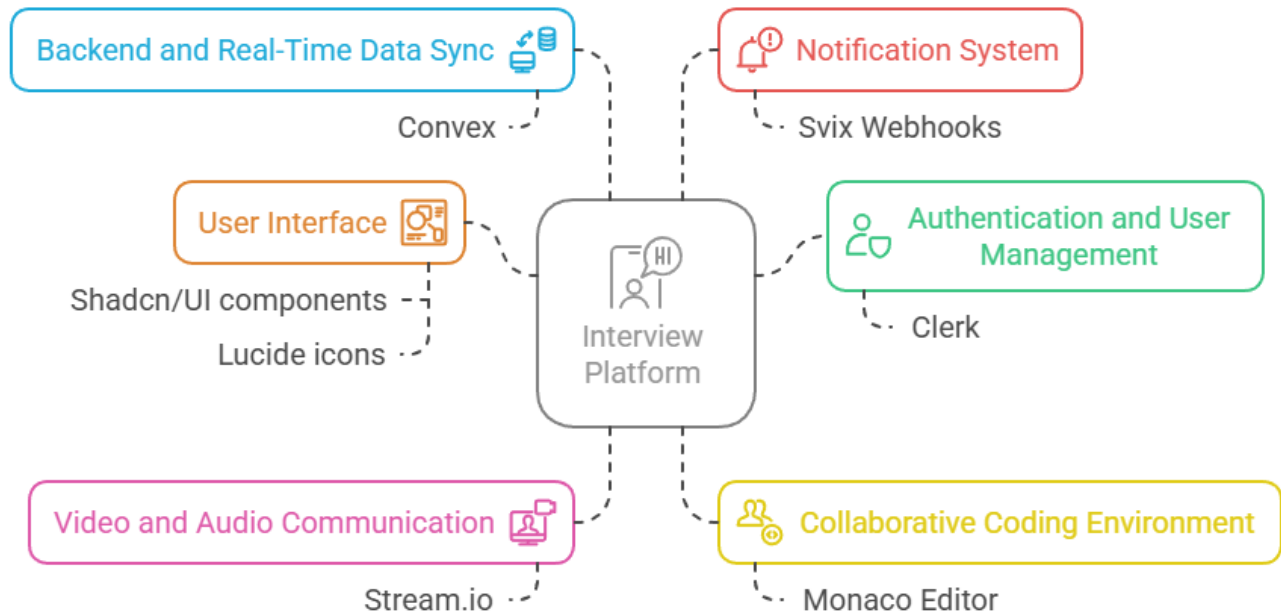 Backend and Real-Time Data Sync
Convex
Notification System
Svix Webhooks
User Interface
Shadcn/UI components
Lucide icons
HI
Interview
Platform
Authentication and User
Management
Clerk
Video and Audio Communication
Stream.io
Collaborative Coding Environment
Monaco Editor